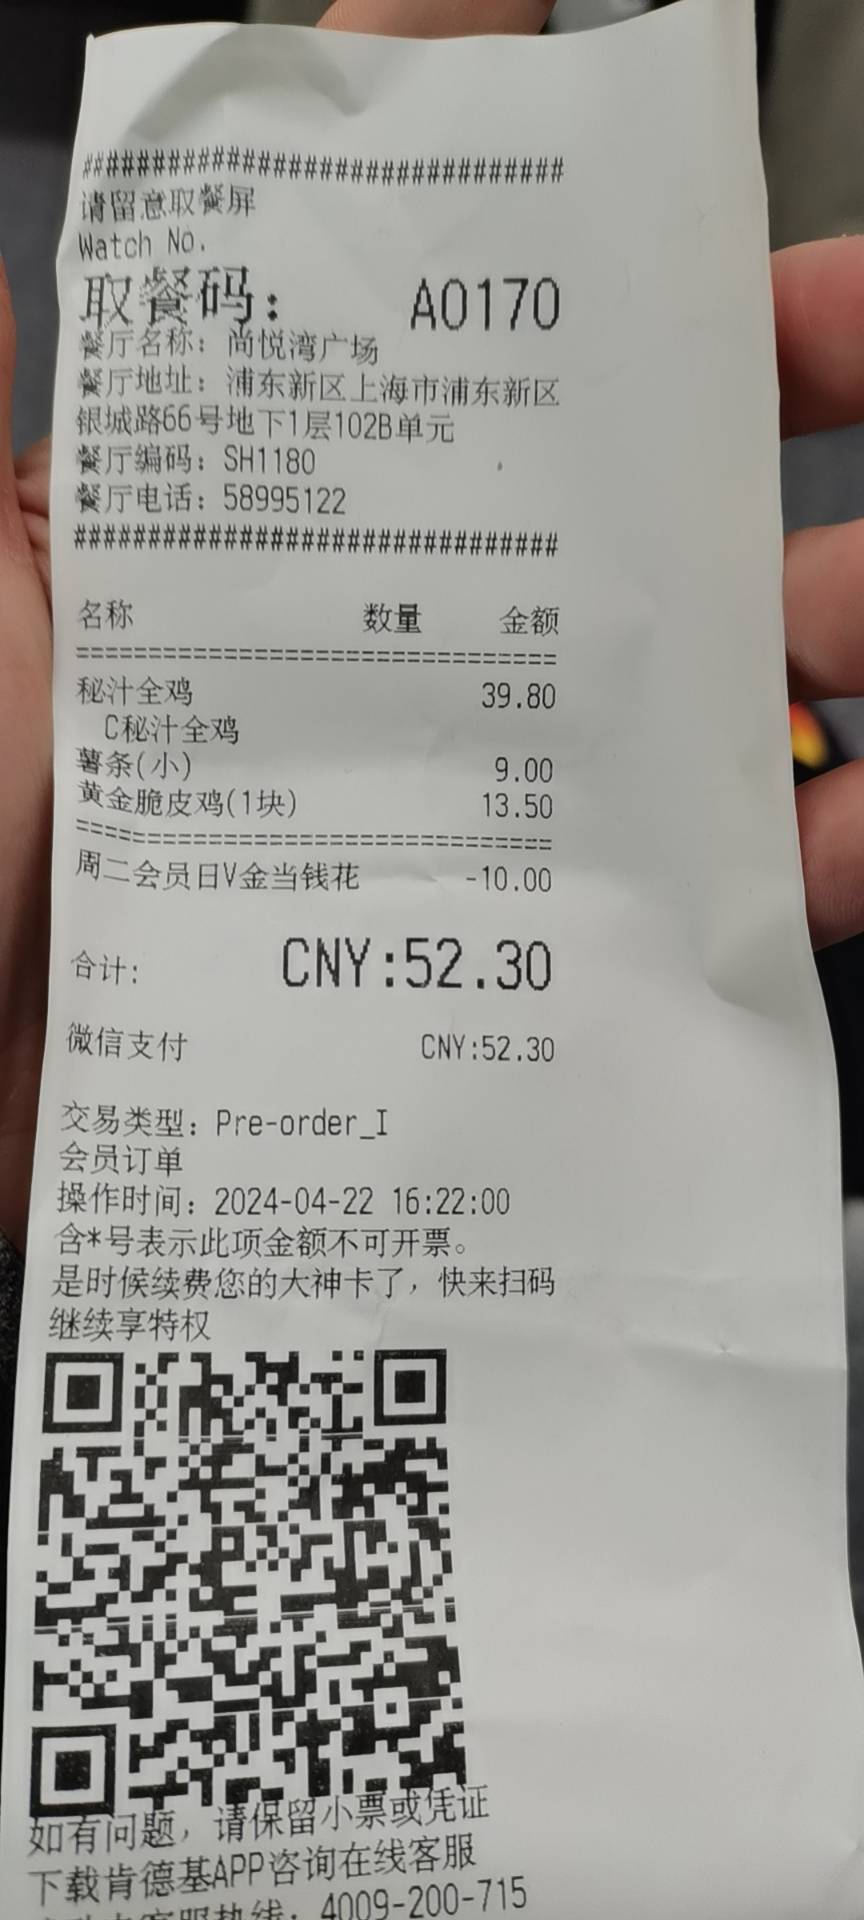 #################################
请留意取餐屏
Watch No.
取餐码： A0170
餐厅名称：尚悦湾广场
餐厅地址：浦东新区上海市浦东新区
银城路66号地下1层102B单元
餐厅编码：SH1180
餐厅电话：58995122
#################################
名称 数量 金额
=================================
秘汁全鸡 39.80
C秘汁全鸡
薯条(小) 9.00
黄金脆皮鸡(1块) 13.50
=================================
周二会员日V金当钱花 -10.00
合计： CNY:52.30
微信支付 CNY:52.30
交易类型：Pre-order_I
会员订单
操作时间：2024-04-22 16:22:00
含*号表示此项金额不可开票。
是时候续费您的大神卡了，快来扫码
继续享特权
如有问题，请保留小票或凭证
下载肯德基APP咨询在线客服
客服热线：4009-200-715